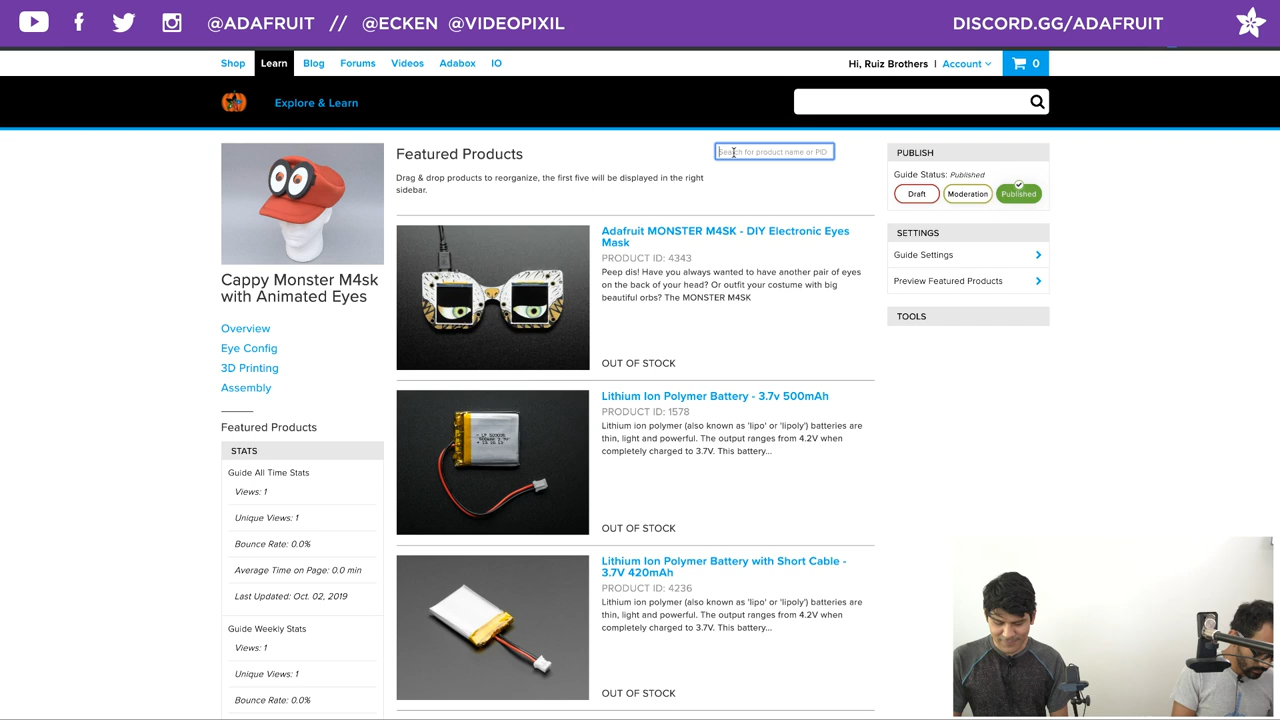 @ADAFRUIT // @ECKEN @VIDEOPIXIL
DISCORD.GG/ADAFRUIT
Shop Learn Blog Forums Videos Adabox IO
Hi, Ruiz Brothers | Account 0
Explore & Learn
Featured Products
Search for product name or PID
Drag & drop products to reorganize, the first five will be displayed in the right
sidebar.
Cappy Monster M4sk
with Animated Eyes
Overview
Eye Config
3D Printing
Assembly
Featured Products
STATS
Guide All Time Stats
Views: 1
Unique Views: 1
Bounce Rate: 0.0%
Average Time on Page: 0.0 min
Last Updated: Oct. 02, 2019
Guide Weekly Stats
Views: 1
Unique Views: 1
Bounce Rate: 0.0%
Adafruit MONSTER M4SK - DIY Electronic Eyes
Mask
PRODUCT ID: 4343
Peep dis! Have you always wanted to have another pair of eyes
on the back of your head? Or outfit your costume with big
beautiful orbs? The MONSTER M4SK
OUT OF STOCK
Lithium Ion Polymer Battery - 3.7v 500mAh
PRODUCT ID: 1578
Lithium ion polymer (also known as 'lipo' or 'lipoly') batteries are
thin, light and powerful. The output ranges from 4.2V when
completely charged to 3.7V. This battery...
OUT OF STOCK
Lithium Ion Polymer Battery with Short Cable -
3.7V 420mAh
PRODUCT ID: 4236
Lithium ion polymer (also known as 'lipo' or 'lipoly') batteries are
thin, light and powerful. The output ranges from 4.2V when
completely charged to 3.7V. This battery...
OUT OF STOCK
PUBLISH
Guide Status: Published
Draft Moderation Published
SETTINGS
Guide Settings
Preview Featured Products
TOOLS